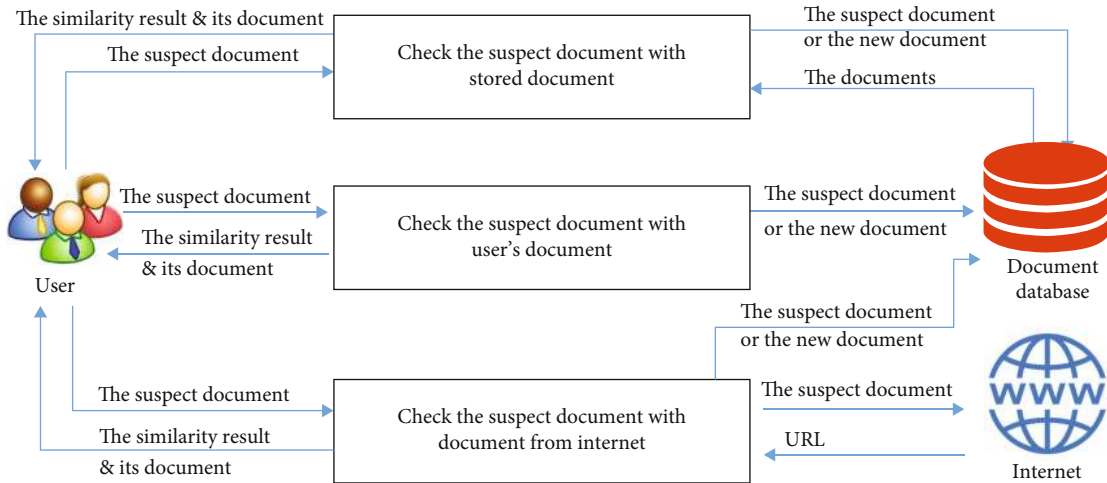 The similarity result & its document
The suspect document
Check the suspect document with
stored document
The suspect document
or the new document
The documents
The suspect document
The similarity result
& its document
User
Check the suspect document with
user's document
The suspect document
or the new document
Document
database
The suspect document
or the new document
The suspect document
The similarity result
& its document
Check the suspect document with
document from internet
The suspect document
URL
WWW
Internet